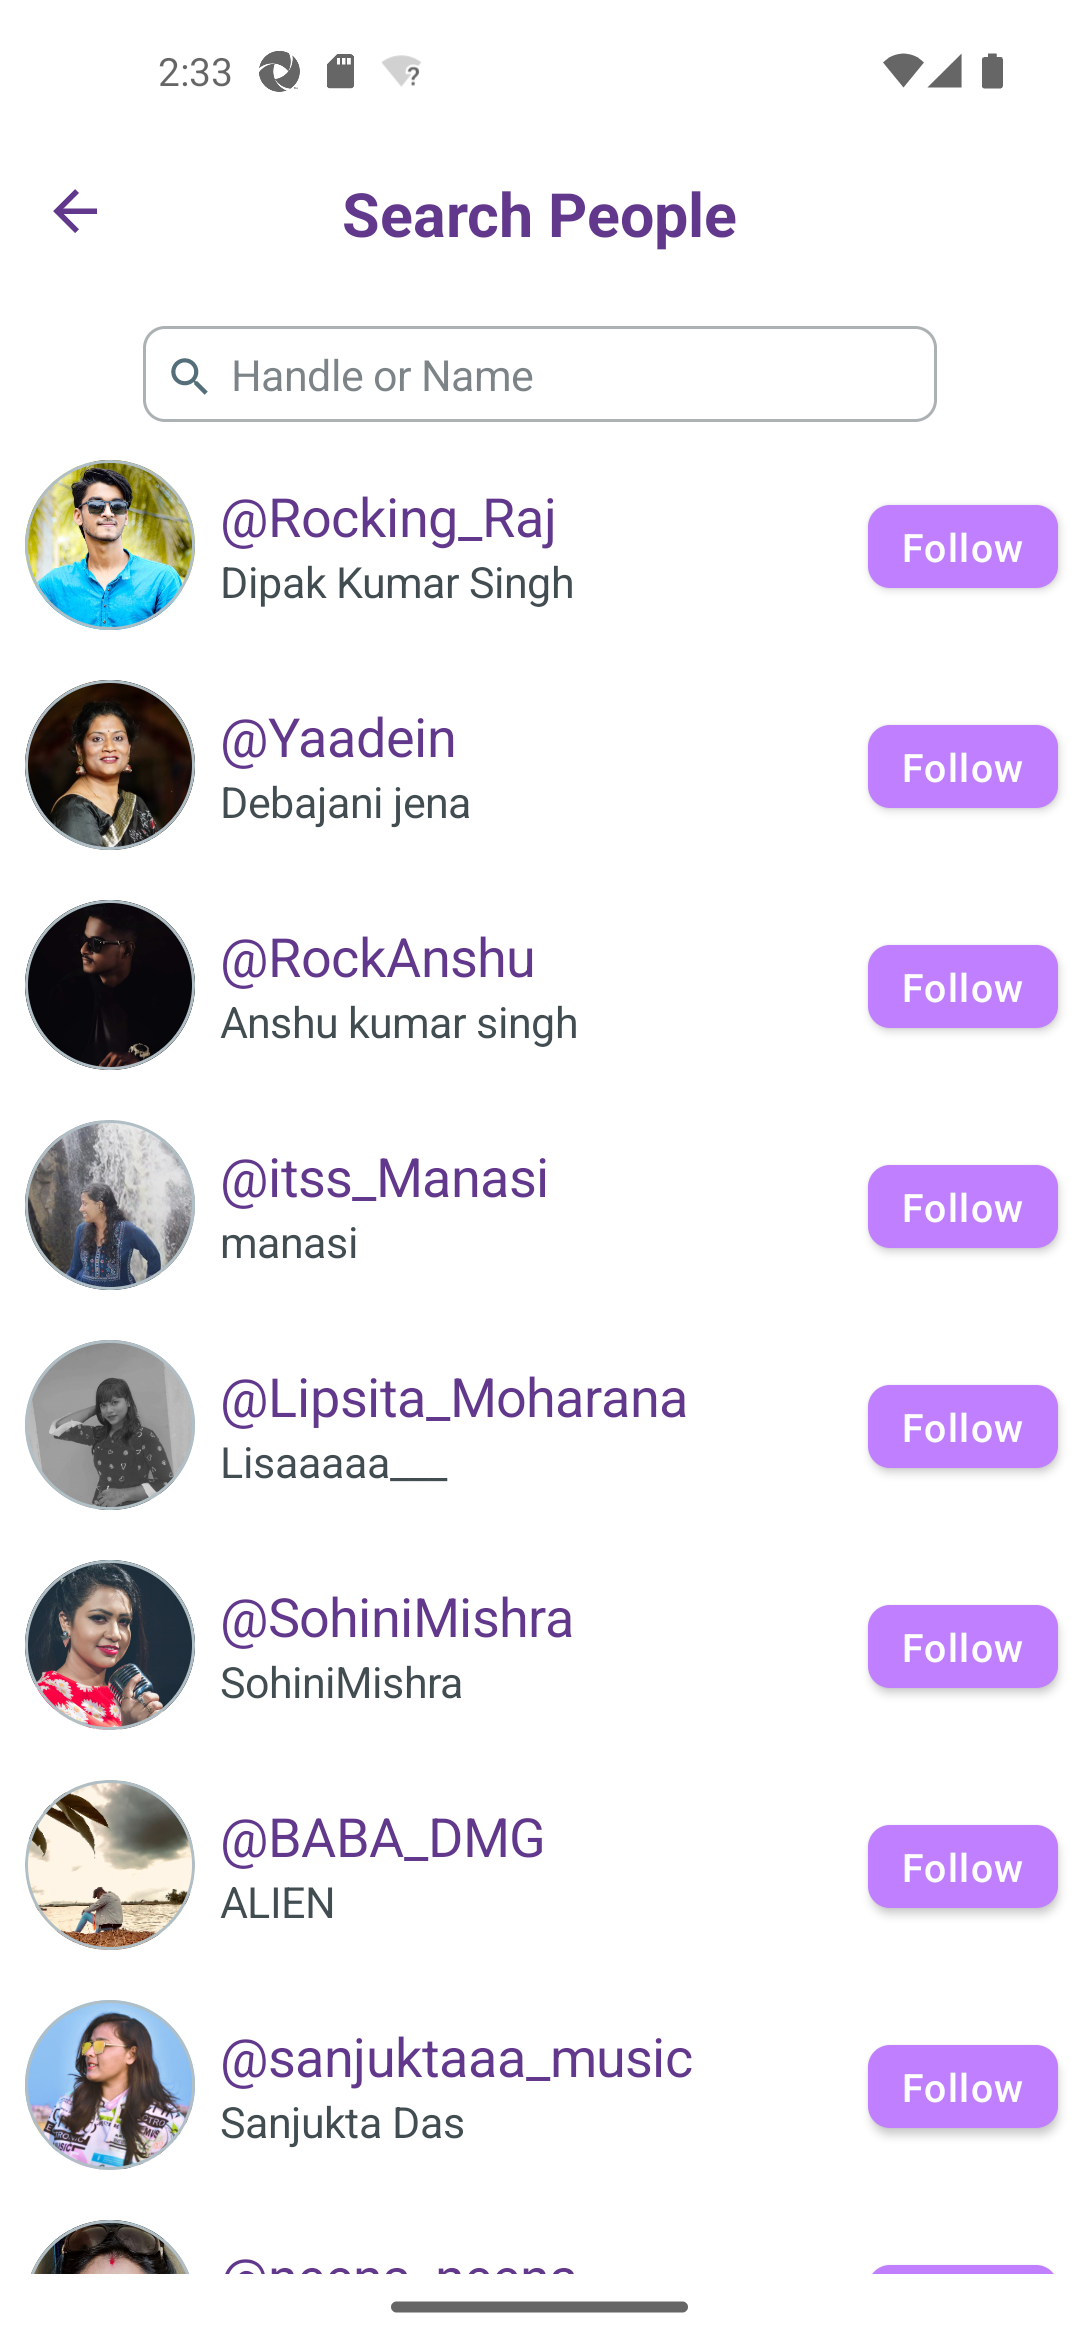 2:33
Search People
Handle or Name
@Rocking_Raj
Dipak Kumar Singh
Follow
@Yaadein
Debajani jena
Follow
@RockAnshu
Anshu kumar singh
Follow
@itss_Manasi
manasi
Follow
@Lipsita_Moharana
Lisaaaaa___
Follow
@SohiniMishra
SohiniMishra
Follow
@BABA_DMG
ALIEN
Follow
@sanjuktaaa_music
Sanjukta Das
Follow